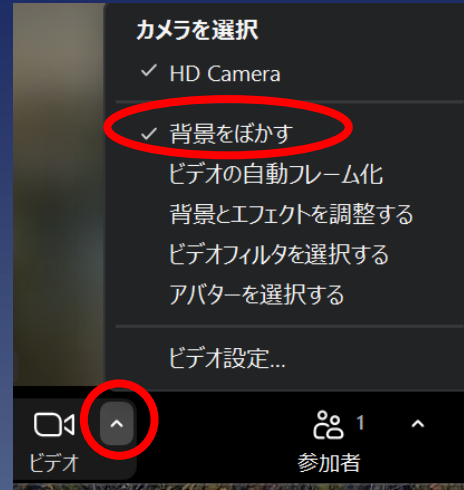 カメラを選択
✓ HD Camera
✓ 背景をぼかす
ビデオの自動フレーム化
背景とエフェクトを調整する
ビデオフィルタを選択する
アバターを選択する
ビデオ設定...
1
ビデオ
参加者